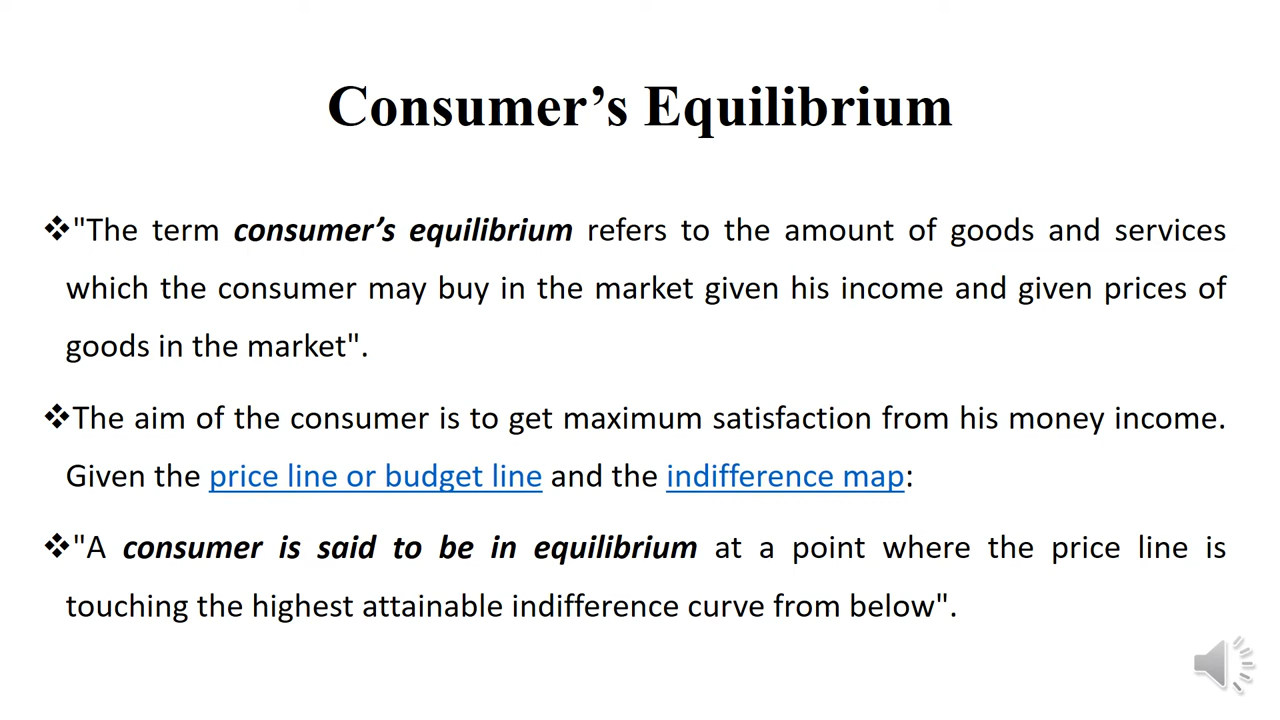 Consumer’s Equilibrium
❖"The term consumer’s equilibrium refers to the amount of goods and services
which the consumer may buy in the market given his income and given prices of
goods in the market".
❖The aim of the consumer is to get maximum satisfaction from his money income.
Given the price line or budget line and the indifference map:
❖"A consumer is said to be in equilibrium at a point where the price line is
touching the highest attainable indifference curve from below".